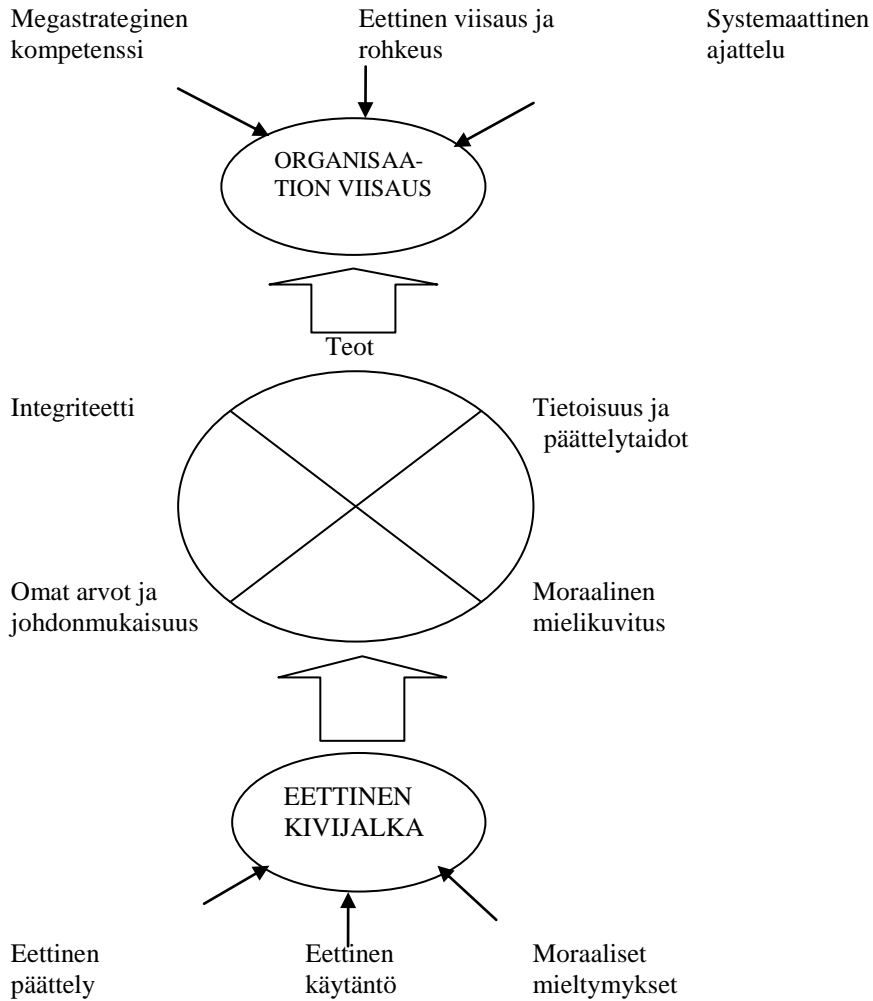 Megastrateginen
kompetenssi
Eettinen viisaus ja
rohkeus
Systemaattinen
ajattelu
ORGANISAA-
TION VIISAUS
Teot
Integriteetti
Tietoisuus ja
päättelytaidot
Omat arvot ja
johdonmukaisuus
Moraalinen
mielikuvitus
EETTINEN
KIVIJALKA
Eettinen
päättely
Eettinen
käytäntö
Moraaliset
mieltymykset